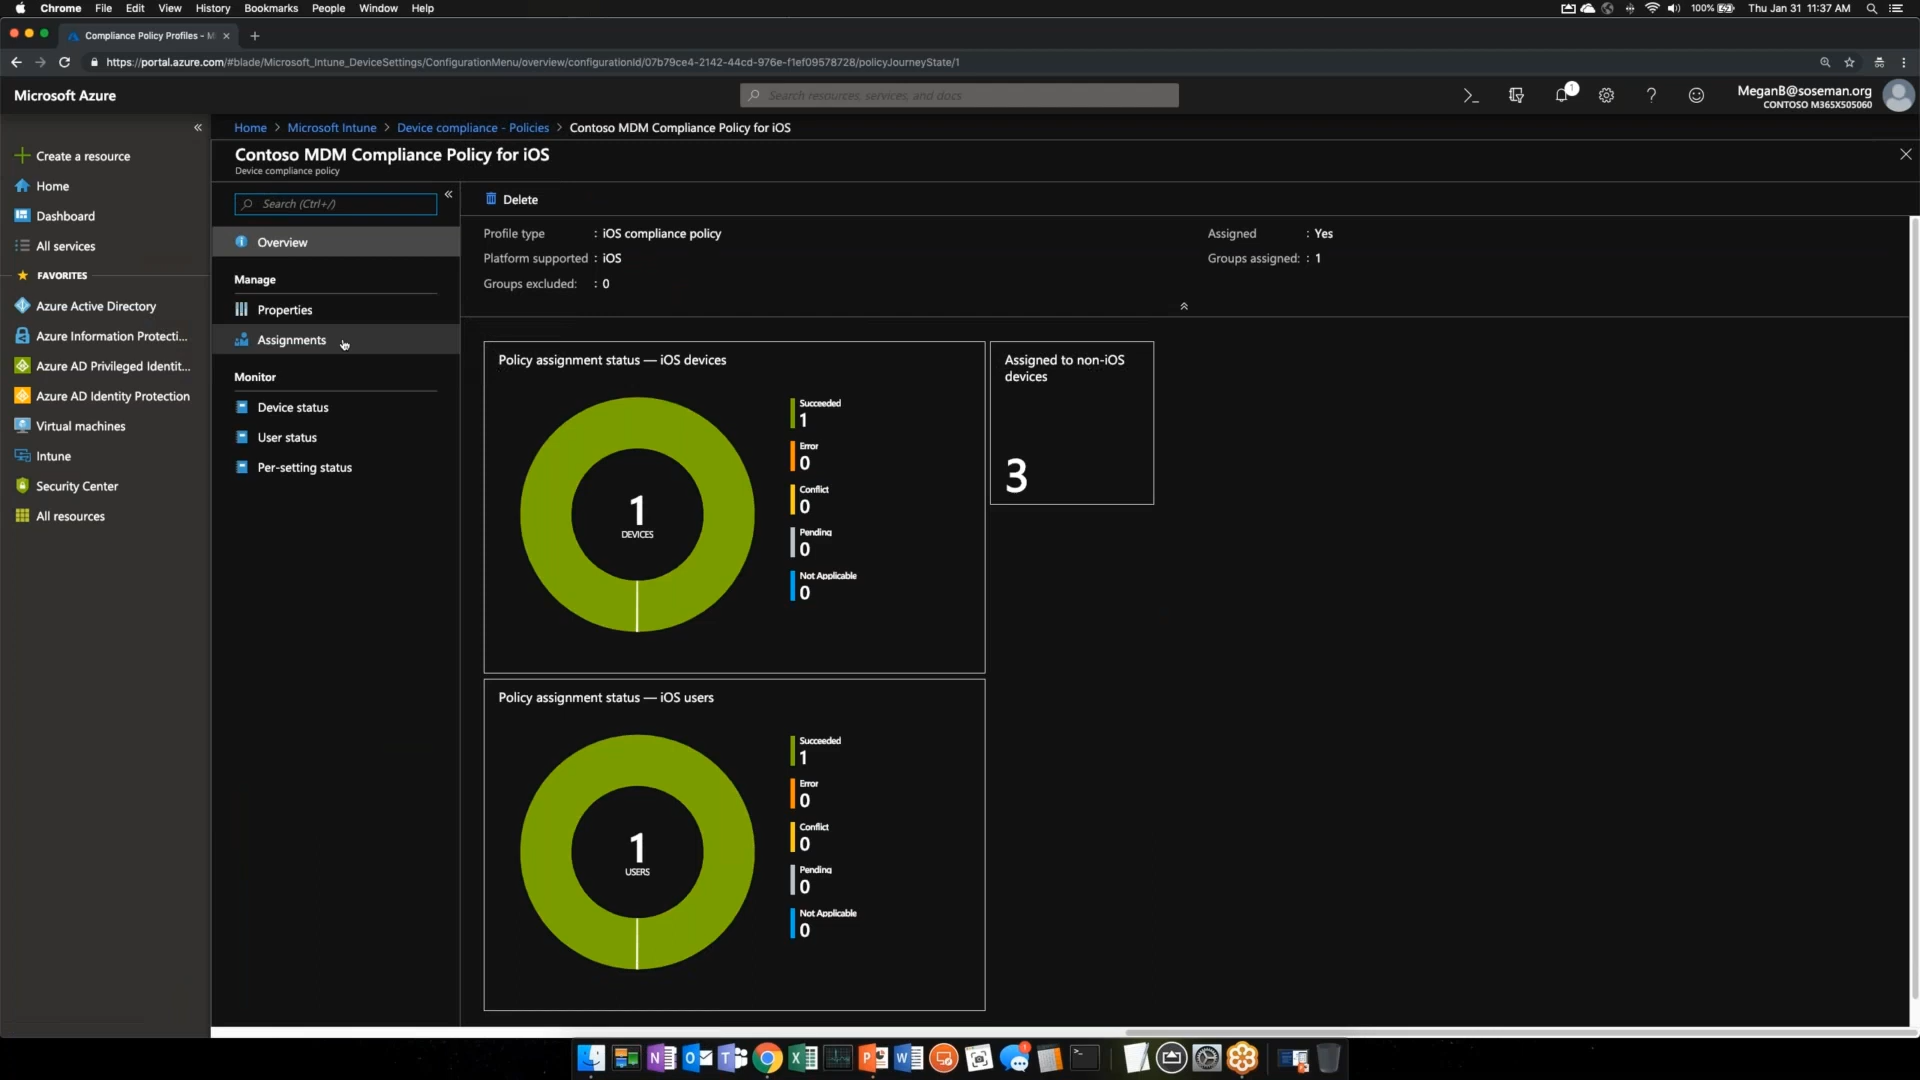 Chrome File Edit View History Bookmarks People Window Help
100% Thu Jan 31 11:37 AM
Compliance Policy Profiles - M
https://portal.azure.com/#blade/Microsoft_Intune_DeviceSettings/ConfigurationMenu/overview/configurationId/07b79ce4-2142-44cd-976e-f1ef09578728/policyJourneyState/1
Microsoft Azure
Search resources, services, and docs
1
MeganB@soseman.org
CONTOSO M365X505060
Create a resource
Home
Dashboard
All services
FAVORITES
Azure Active Directory
Azure Information Protecti...
Azure AD Privileged Identit...
Azure AD Identity Protection
Virtual machines
Intune
Security Center
All resources
Home > Microsoft Intune > Device compliance - Policies > Contoso MDM Compliance Policy for iOS
Contoso MDM Compliance Policy for iOS
Device compliance policy
Search (Ctrl+/)
Overview
Manage
Properties
Assignments
Monitor
Device status
User status
Per-setting status
Delete
Profile type : iOS compliance policy
Platform supported : iOS
Groups excluded: : 0
Assigned : Yes
Groups assigned: : 1
Policy assignment status — iOS devices
1
DEVICES
Succeeded
1
Error
0
Conflict
0
Pending
0
Not Applicable
0
Assigned to non-iOS
devices
3
Policy assignment status — iOS users
1
USERS
Succeeded
1
Error
0
Conflict
0
Pending
0
Not Applicable
0